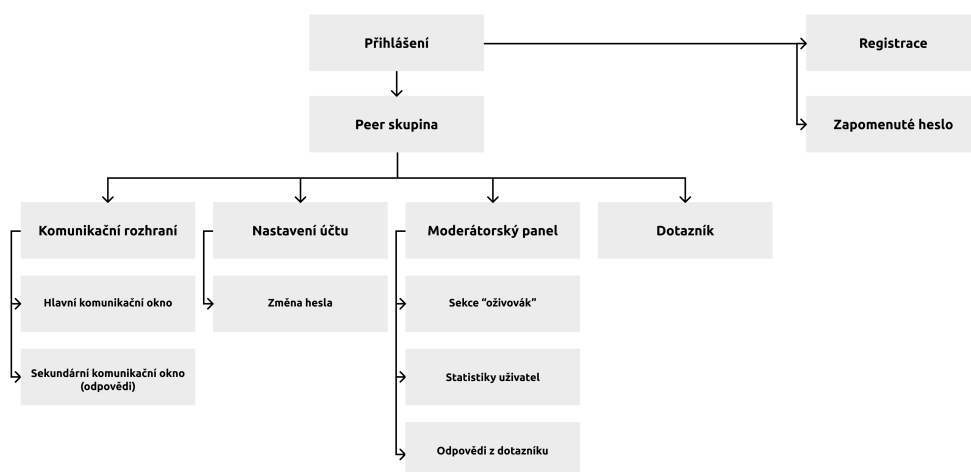 Přihlášení
Registrace
Peer skupina
Zapomenuté heslo
Komunikační rozhraní
Nastavení účtu
Moderátorský panel
Dotazník
Hlavní komunikační okno
Změna hesla
Sekce “oživovák”
Sekundární komunikační okno
(odpovědi)
Statistiky uživatel
Odpovědi z dotazníku